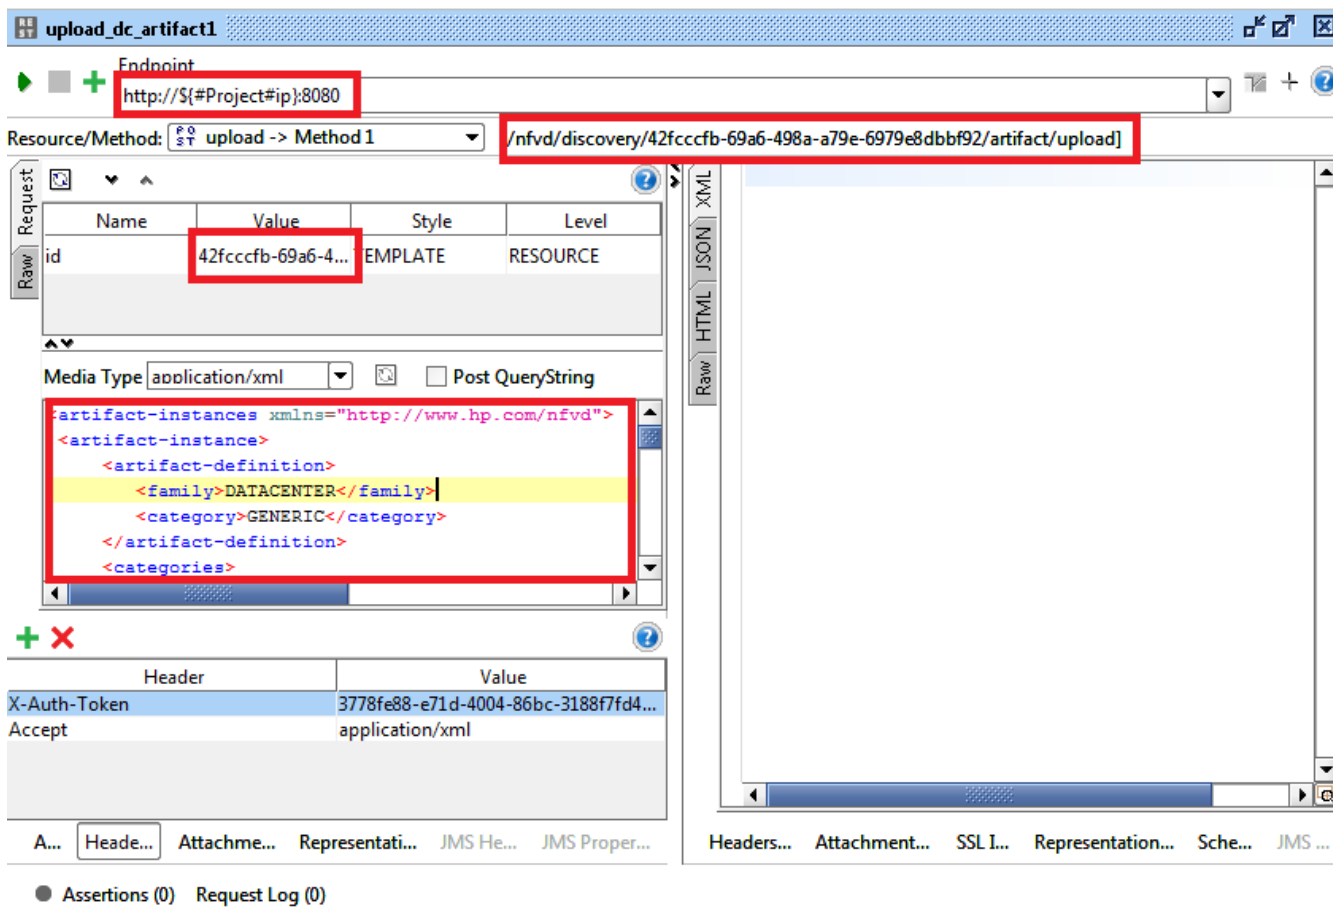 REST upload_dc_artifact1
Endpoint
http://${#Project#ip}:8080
Resource/Method: POST upload -> Method 1 /nfvd/discovery/42fcccfb-69a6-498a-a79e-6979e8dbbf92/artifact/upload]
Request
Raw
Name Value Style Level
id 42fcccfb-69a6-4... TEMPLATE RESOURCE
Media Type application/xml Post QueryString
<artifact-instances xmlns="http://www.hp.com/nfvd">
<artifact-instance>
<artifact-definition>
<family>DATACENTER</family>
<category>GENERIC</category>
</artifact-definition>
<categories>
XML
JSON
HTML
Raw
Header Value
X-Auth-Token 3778fe88-e71d-4004-86bc-3188f7fd4...
Accept application/xml
A... Heade... Attachme... Representati... JMS He... JMS Proper...
Headers... Attachment... SSL I... Representation... Sche... JMS ...
Assertions (0) Request Log (0)